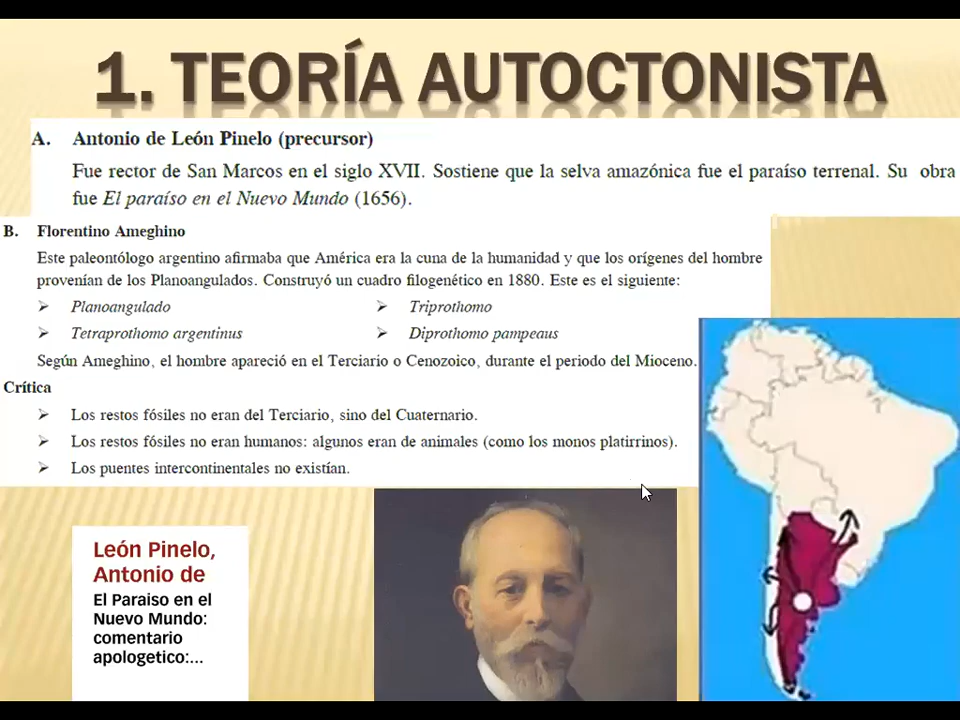 1. TEORÍA AUTOCTONISTA
A. Antonio de León Pinelo (precursor)
Fue rector de San Marcos en el siglo XVII. Sostiene que la selva amazónica fue el paraíso terrenal. Su obra
fue El paraíso en el Nuevo Mundo (1656).
B. Florentino Ameghino
Este paleontólogo argentino afirmaba que América era la cuna de la humanidad y que los orígenes del hombre
provenían de los Planoangulados. Construyó un cuadro filogenético en 1880. Este es el siguiente:
➢ Planoangulado ➢ Triprothomo
➢ Tetraprothomo argentinus ➢ Diprothomo pampeaus
Según Ameghino, el hombre apareció en el Terciario o Cenozoico, durante el periodo del Mioceno.
Crítica
➢ Los restos fósiles no eran del Terciario, sino del Cuaternario.
➢ Los restos fósiles no eran humanos: algunos eran de animales (como los monos platirrinos).
➢ Los puentes intercontinentales no existían.
León Pinelo,
Antonio de
El Paraiso en el
Nuevo Mundo:
comentario
apologetico:...